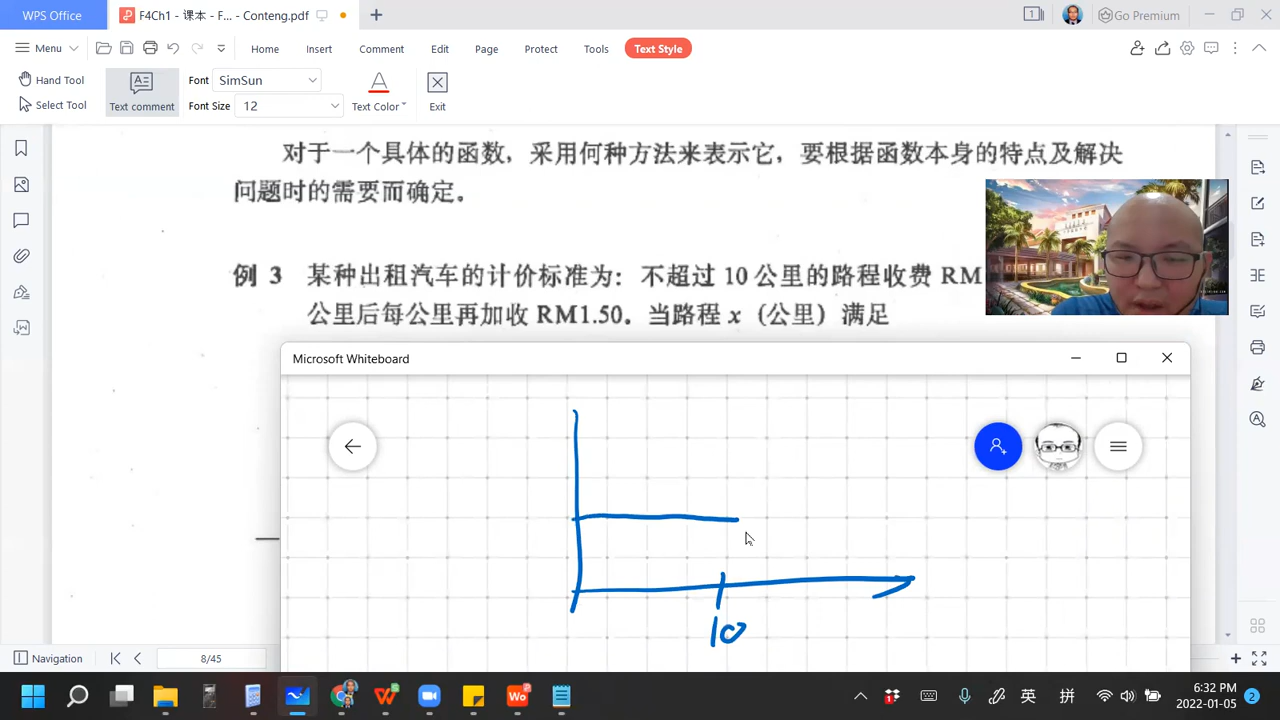 WPS Office
F4Ch1 - 课本 - F... - Conteng.pdf
Go Premium
Menu
Home
Insert
Comment
Edit
Page
Protect
Tools
Text Style
Hand Tool
Select Tool
Text comment
Font
SimSun
Font Size
12
Text Color
Exit
对于一个具体的函数，采用何种方法来表示它，要根据函数本身的特点及解决
问题时的需要而确定。
例 3 某种出租汽车的计价标准为：不超过 10 公里的路程收费 RM
公里后每公里再加收 RM1.50．当路程 x （公里）满足
Microsoft Whiteboard
10
Navigation
8/45
英
拼
6:32 PM
2022-01-05
2